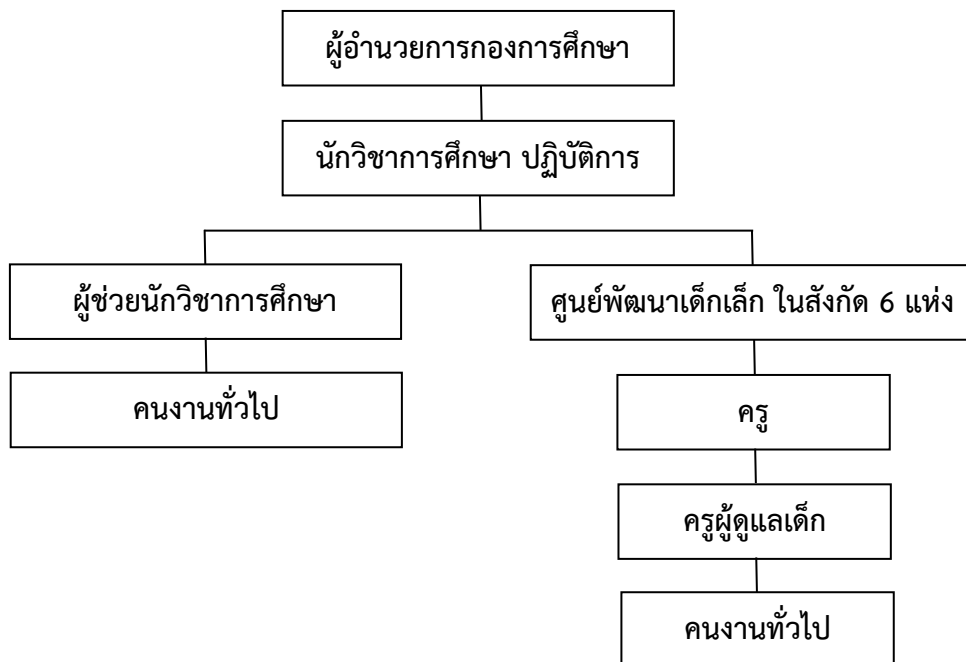 ผู้อำนวยการกองการศึกษา
นักวิชาการศึกษา ปฏิบัติการ
ผู้ช่วยนักวิชาการศึกษา
คนงานทั่วไป
ศูนย์พัฒนาเด็กเล็ก ในสังกัด 6 แห่ง
ครู
ครูผู้ดูแลเด็ก
คนงานทั่วไป